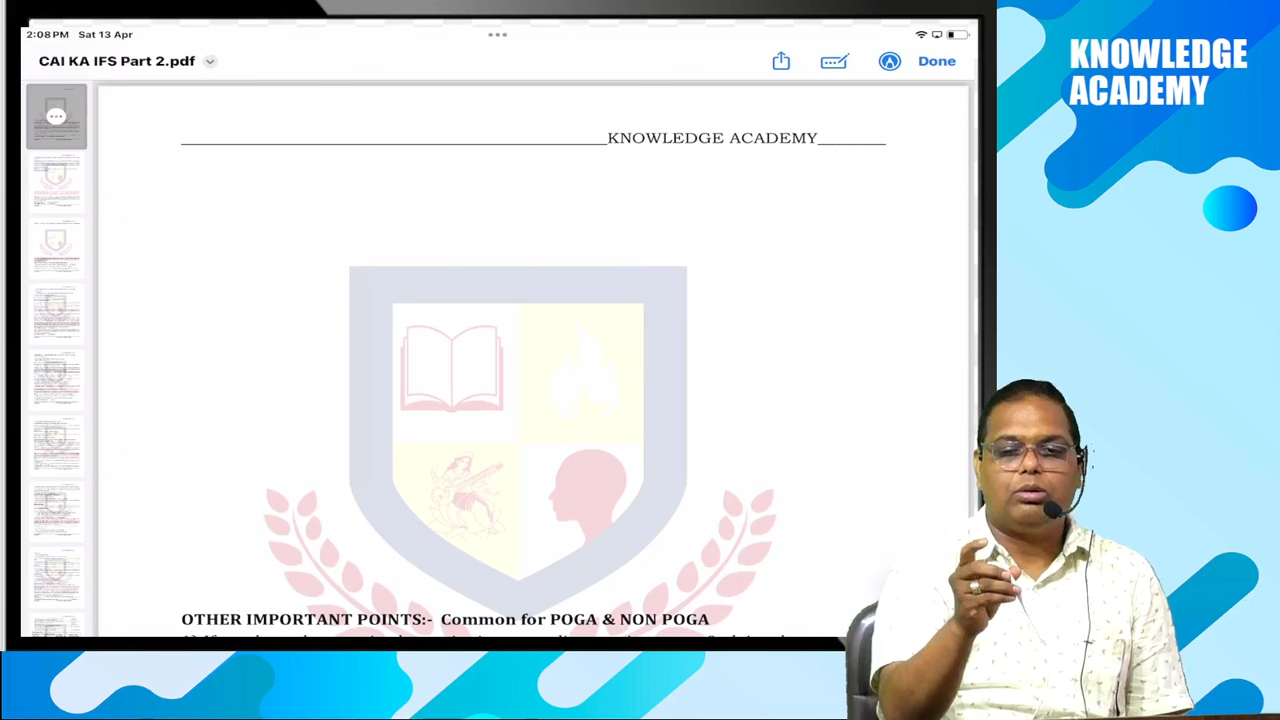 2:08 PM Sat 13 Apr
CAI KA IFS Part 2.pdf
Done
KNOWLEDGE
ACADEMY
KNOWLEDGE ACADEMY
OTHER IMPORTANT POINTS:- Common for POGA & NON POGA